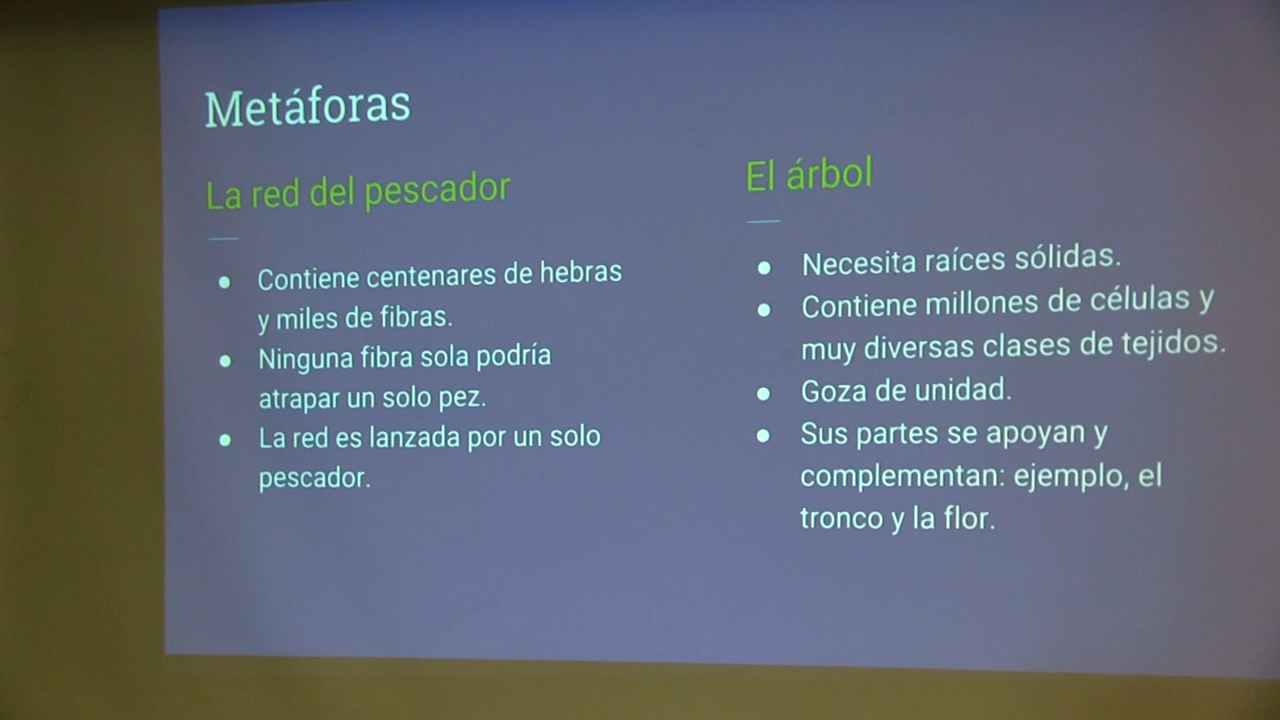 Metáforas
La red del pescador
● Contiene centenares de hebras
y miles de fibras.
● Ninguna fibra sola podría
atrapar un solo pez.
● La red es lanzada por un solo
pescador.
El árbol
● Necesita raíces sólidas.
● Contiene millones de células y
muy diversas clases de tejidos.
● Goza de unidad.
● Sus partes se apoyan y
complementan: ejemplo, el
tronco y la flor.